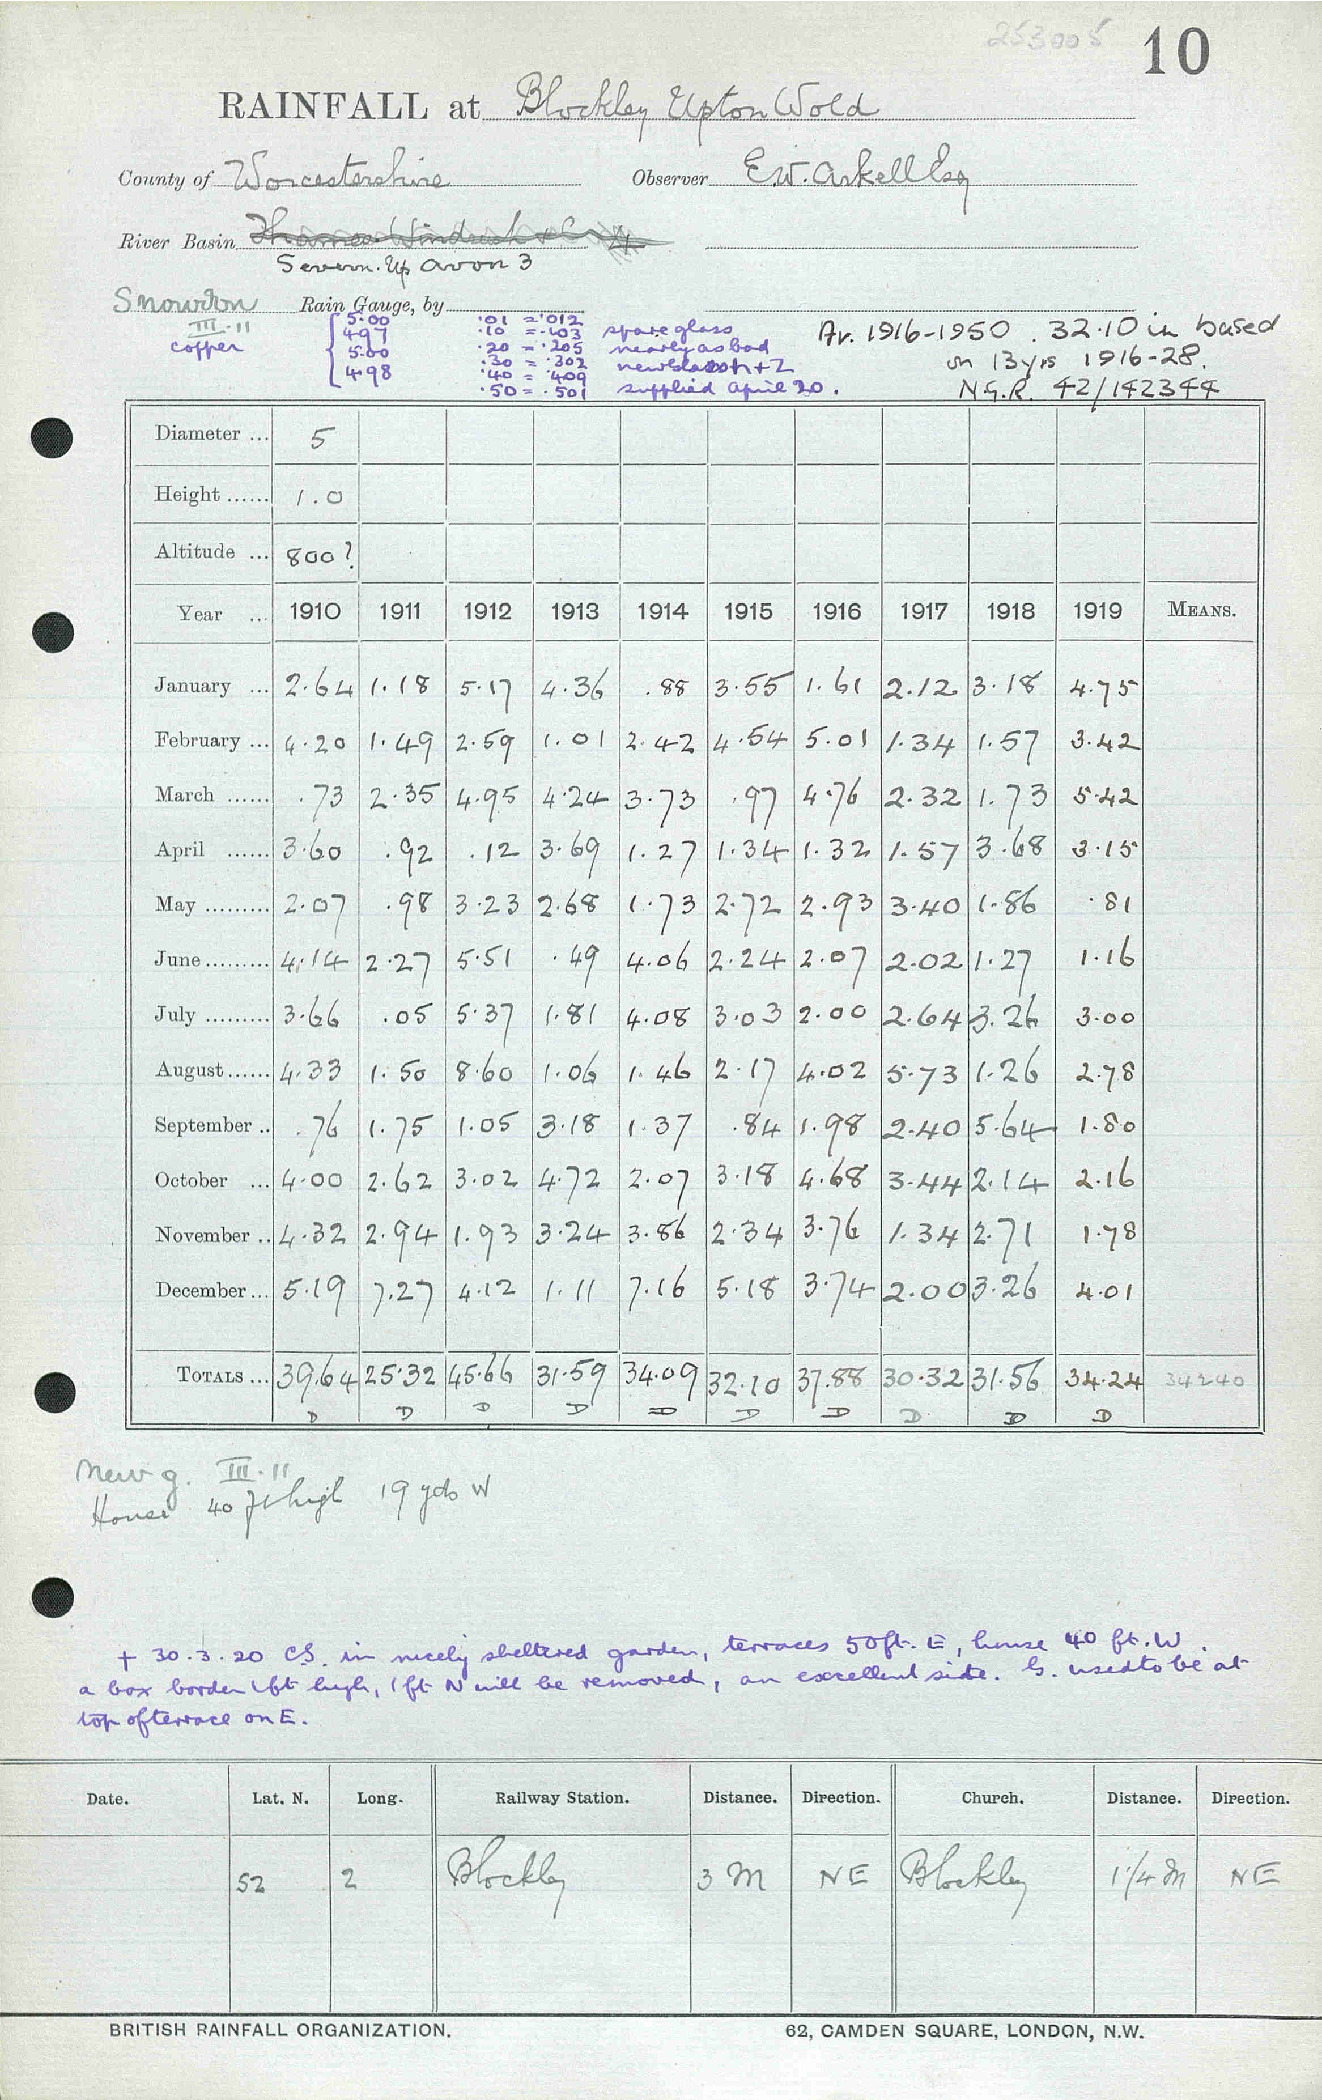 253005 10
RAINFALL at Blockley Upton Wold
County of Worcestershire Observer E.W. Arkell Esq
River Basin Thames Windrush
Severn. Up Avon 3
Snowdon Rain Gauge, by
III.11
copper
5.00
4.97
5.00
4.98
.01 = .012
.10 = .103 spare glass
.20 = .205 nearly as bad
.30 = .302
.40 = .409
.50 = .501 supplied April 20.
Av. 1916-1950. 32.10 in based
on 13 yrs 1916-28.
N.G.R. 42/142344
Diameter ... 5
Height ...... 1.0
Altitude ... 800?
Year ... 1910 1911 1912 1913 1914 1915 1916 1917 1918 1919 MEANS.
January ... 2.64 1.18 5.17 4.36 .88 3.55 1.61 2.12 3.18 4.75
February ... 4.20 1.49 2.59 1.01 2.42 4.54 5.01 1.34 1.57 3.42
March ...... .73 2.35 4.95 4.24 3.73 .97 4.76 2.32 1.73 5.42
April ...... 3.60 .92 .12 3.69 1.27 1.34 1.32 1.57 3.68 3.15
May ......... 2.07 .98 3.23 2.68 1.73 2.72 2.93 3.40 1.86 .81
June ......... 4.14 2.27 5.51 .49 4.06 2.24 2.07 2.02 1.27 1.16
July ......... 3.66 .05 5.37 1.81 4.08 3.03 2.00 2.64 3.26 3.00
August...... 4.33 1.50 8.60 1.06 1.46 2.17 4.02 5.73 1.26 2.78
September .. .76 1.75 1.05 3.18 1.37 .84 1.98 2.40 5.64 1.80
October ... 4.00 2.62 3.02 4.72 2.07 3.18 4.68 3.44 2.14 2.16
November .. 4.32 2.94 1.93 3.24 3.86 2.34 3.76 1.34 2.71 1.78
December ... 5.19 7.27 4.12 1.11 7.16 5.18 3.74 2.00 3.26 4.01
TOTALS ... 39.64 25.32 45.66 31.59 34.09 32.10 37.88 30.32 31.56 34.24 34240
D D D D D D D D D D
New g. III.11
House 40 ft high 19 yds W
+ 30.3.20 CS. in nicely sheltered garden, terraces 50ft. E, house 40 ft. W.
a box border 1ft high, 1ft N will be removed, an excellent site. G. used to be at
top of terrace on E.
Date. Lat. N. Long. Railway Station. Distance. Direction. Church. Distance. Direction.
52 2 Blockley 3 M NE Blockley 1 1/4 M NE
BRITISH RAINFALL ORGANIZATION. 62, CAMDEN SQUARE, LONDON, N.W.